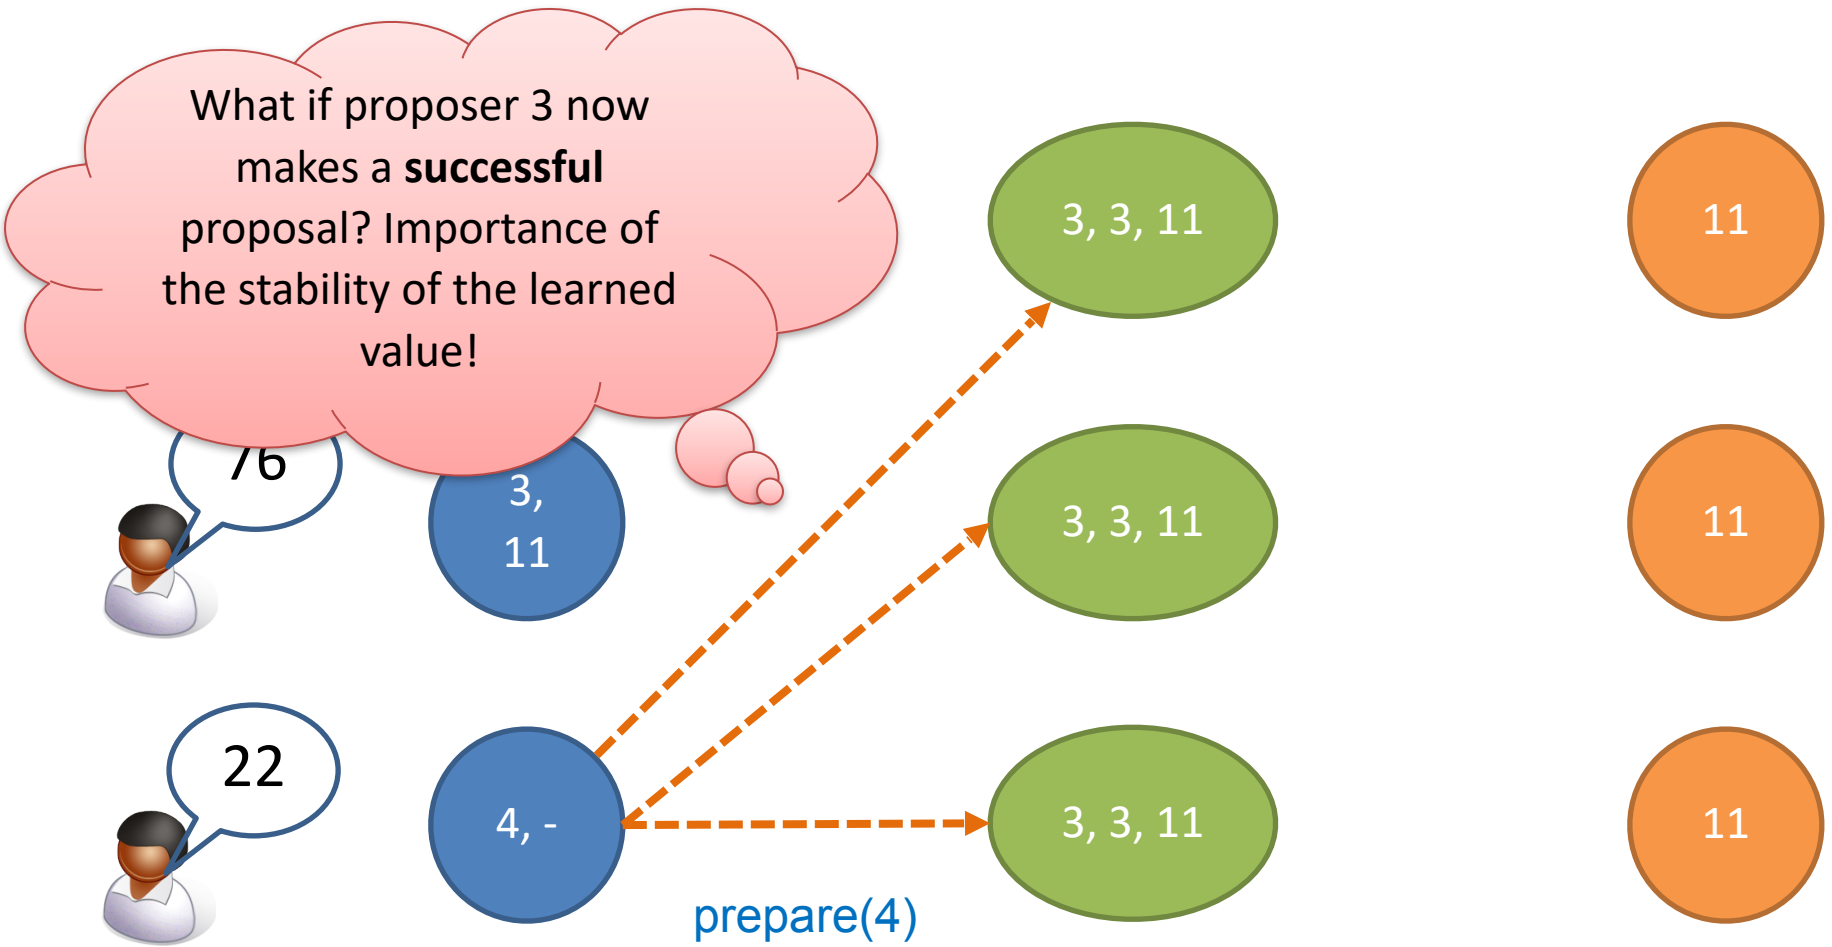 What if proposer 3 now
makes a successful
proposal? Importance of
the stability of the learned
value!
3, 3, 11
11
76
3,
11
3, 3, 11
11
22
4, -
3, 3, 11
11
prepare(4)